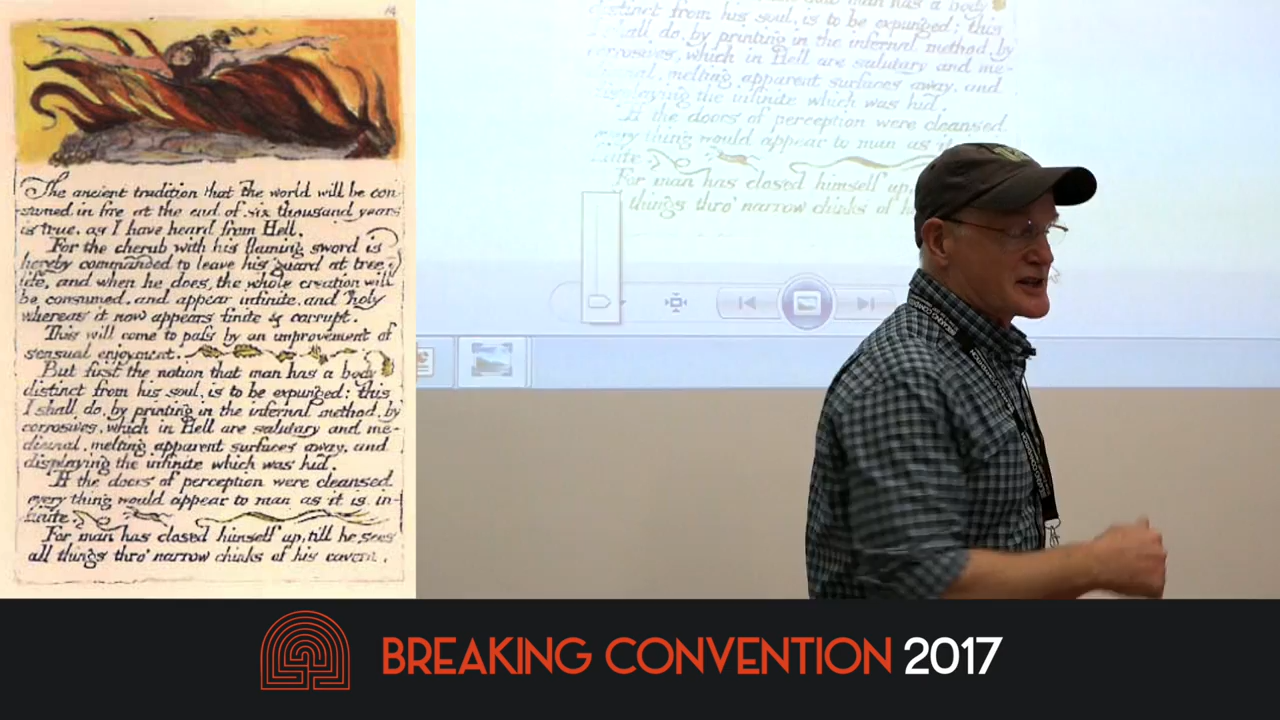 14
The ancient tradition that the world will be con-
sumed in fire at the end of six thousand years
is true, as I have heard from Hell.
For the cherub with his flaming sword is
hereby commanded to leave his guard at tree of
life, and when he does, the whole creation will
be consumed, and appear infinite, and holy
whereas it now appears finite & corrupt.
This will come to pass by an improvement of
sensual enjoyment.
But first the notion that man has a body
distinct from his soul, is to be expunged; this
I shall do, by printing in the infernal method, by
corrosives, which in Hell are salutary and me-
dicinal, melting apparent surfaces away, and
displaying the infinite which was hid.
If the doors of perception were cleansed
every thing would appear to man as it is in-
finite.
For man has closed himself up, till he sees
all things thro' narrow chinks of his cavern.
man has a body
distinct from his soul, is to be expunged; this
I shall do, by printing in the infernal method, by
corrosives, which in Hell are salutary and me-
dicinal, melting apparent surfaces away, and
displaying the infinite which was hid.
If the doors of perception were cleansed
every thing would appear to man as it
finite.
For man has closed himself up,
things thro' narrow chinks of
BREAKING CONVENTION 2017